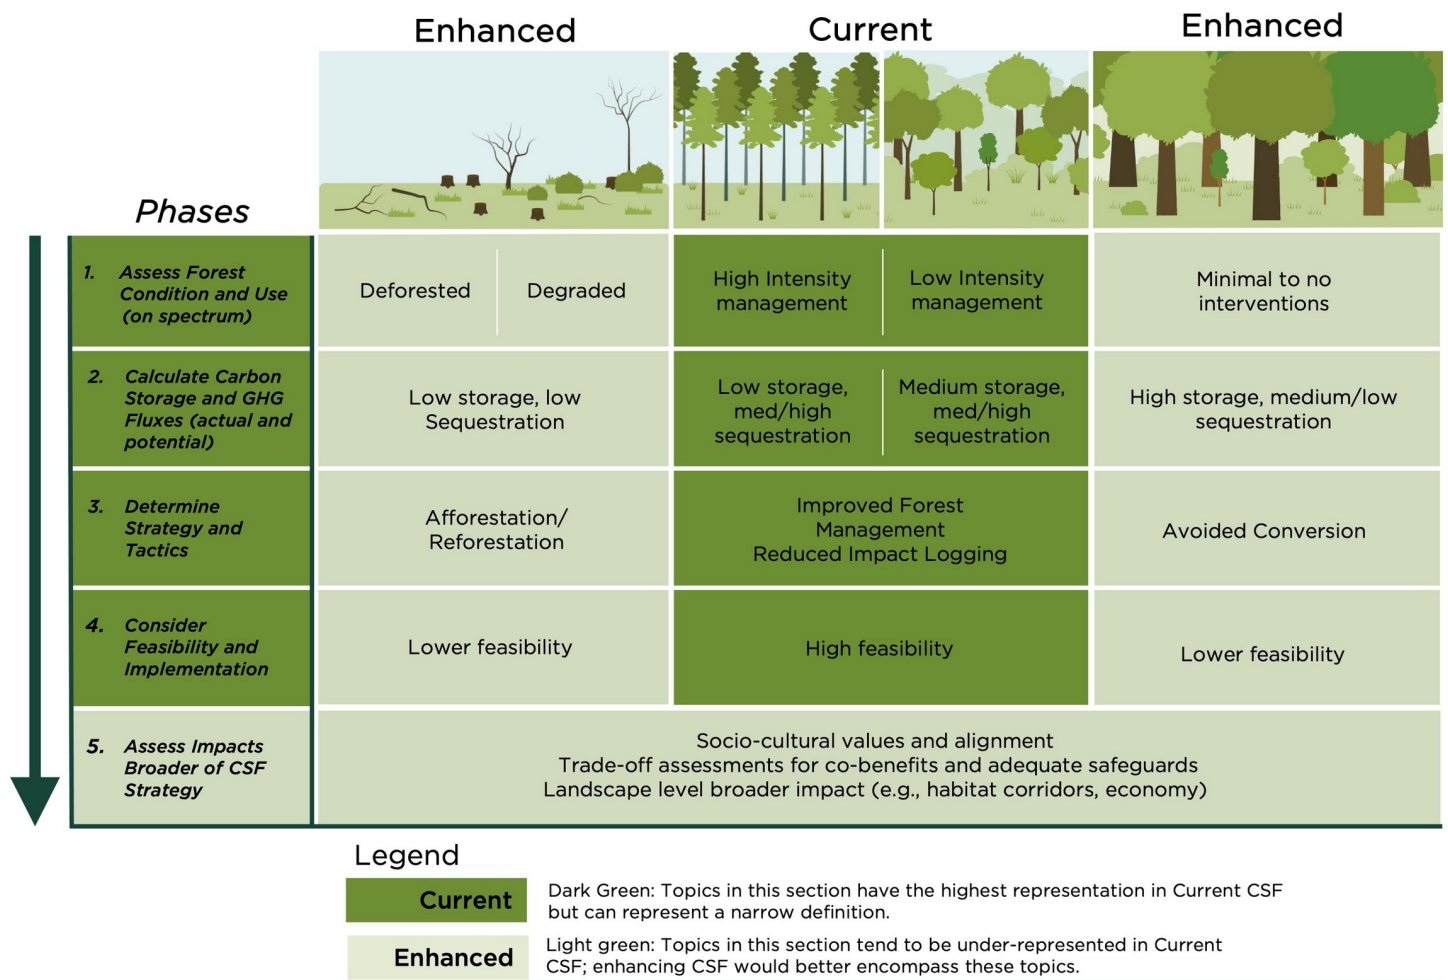 Enhanced
Current
Enhanced
Phases
1. Assess Forest
Condition and Use
(on spectrum)
Deforested
Degraded
High Intensity
management
Low Intensity
management
Minimal to no
interventions
2. Calculate Carbon
Storage and GHG
Fluxes (actual and
potential)
Low storage, low
Sequestration
Low storage,
med/high
sequestration
Medium storage,
med/high
sequestration
High storage, medium/low
sequestration
3. Determine
Strategy and
Tactics
Afforestation/
Reforestation
Improved Forest
Management
Reduced Impact Logging
Avoided Conversion
4. Consider
Feasibility and
Implementation
Lower feasibility
High feasibility
Lower feasibility
5. Assess Impacts
Broader of CSF
Strategy
Socio-cultural values and alignment
Trade-off assessments for co-benefits and adequate safeguards
Landscape level broader impact (e.g., habitat corridors, economy)
Legend
Current
Dark Green: Topics in this section have the highest representation in Current CSF
but can represent a narrow definition.
Enhanced
Light green: Topics in this section tend to be under-represented in Current
CSF; enhancing CSF would better encompass these topics.